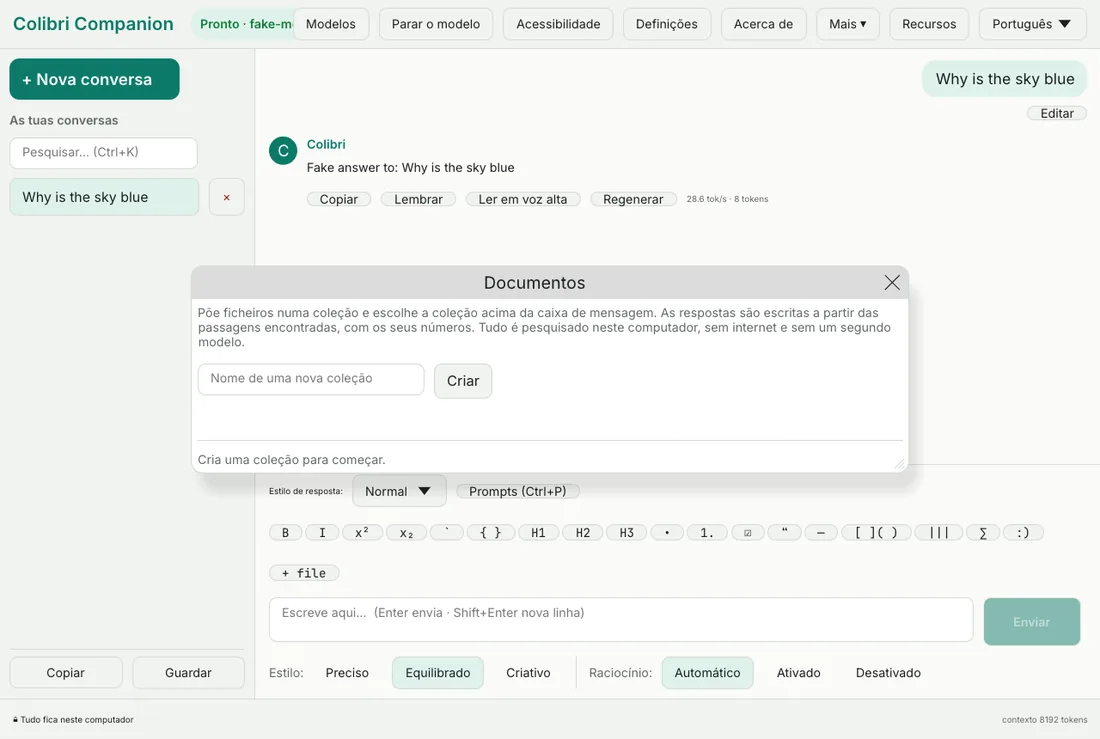 Colibri Companion
Pronto · fake-m
Modelos
Parar o modelo
Acessibilidade
Definições
Acerca de
Mais ▾
Recursos
Português
+ Nova conversa
As tuas conversas
Pesquisar... (Ctrl+K)
Why is the sky blue
×
Why is the sky blue
Editar
C
Colibri
Fake answer to: Why is the sky blue
Copiar
Lembrar
Ler em voz alta
Regenerar
28.6 tok/s · 8 tokens
Documentos
Põe ficheiros numa coleção e escolhe a coleção acima da caixa de mensagem. As respostas são escritas a partir das
passagens encontradas, com os seus números. Tudo é pesquisado neste computador, sem internet e sem um segundo
modelo.
Nome de uma nova coleção
Criar
Cria uma coleção para começar.
Estilo de resposta:
Normal
Prompts (Ctrl+P)
B
I
x²
x₂
`
{ }
H1
H2
H3
•
1.
☑
“
—
[ ]( )
|||
∑
:)
+ file
Escreve aqui... (Enter envia · Shift+Enter nova linha)
Enviar
Copiar
Guardar
Estilo:
Preciso
Equilibrado
Criativo
Raciocínio:
Automático
Ativado
Desativado
Tudo fica neste computador
contexto 8192 tokens